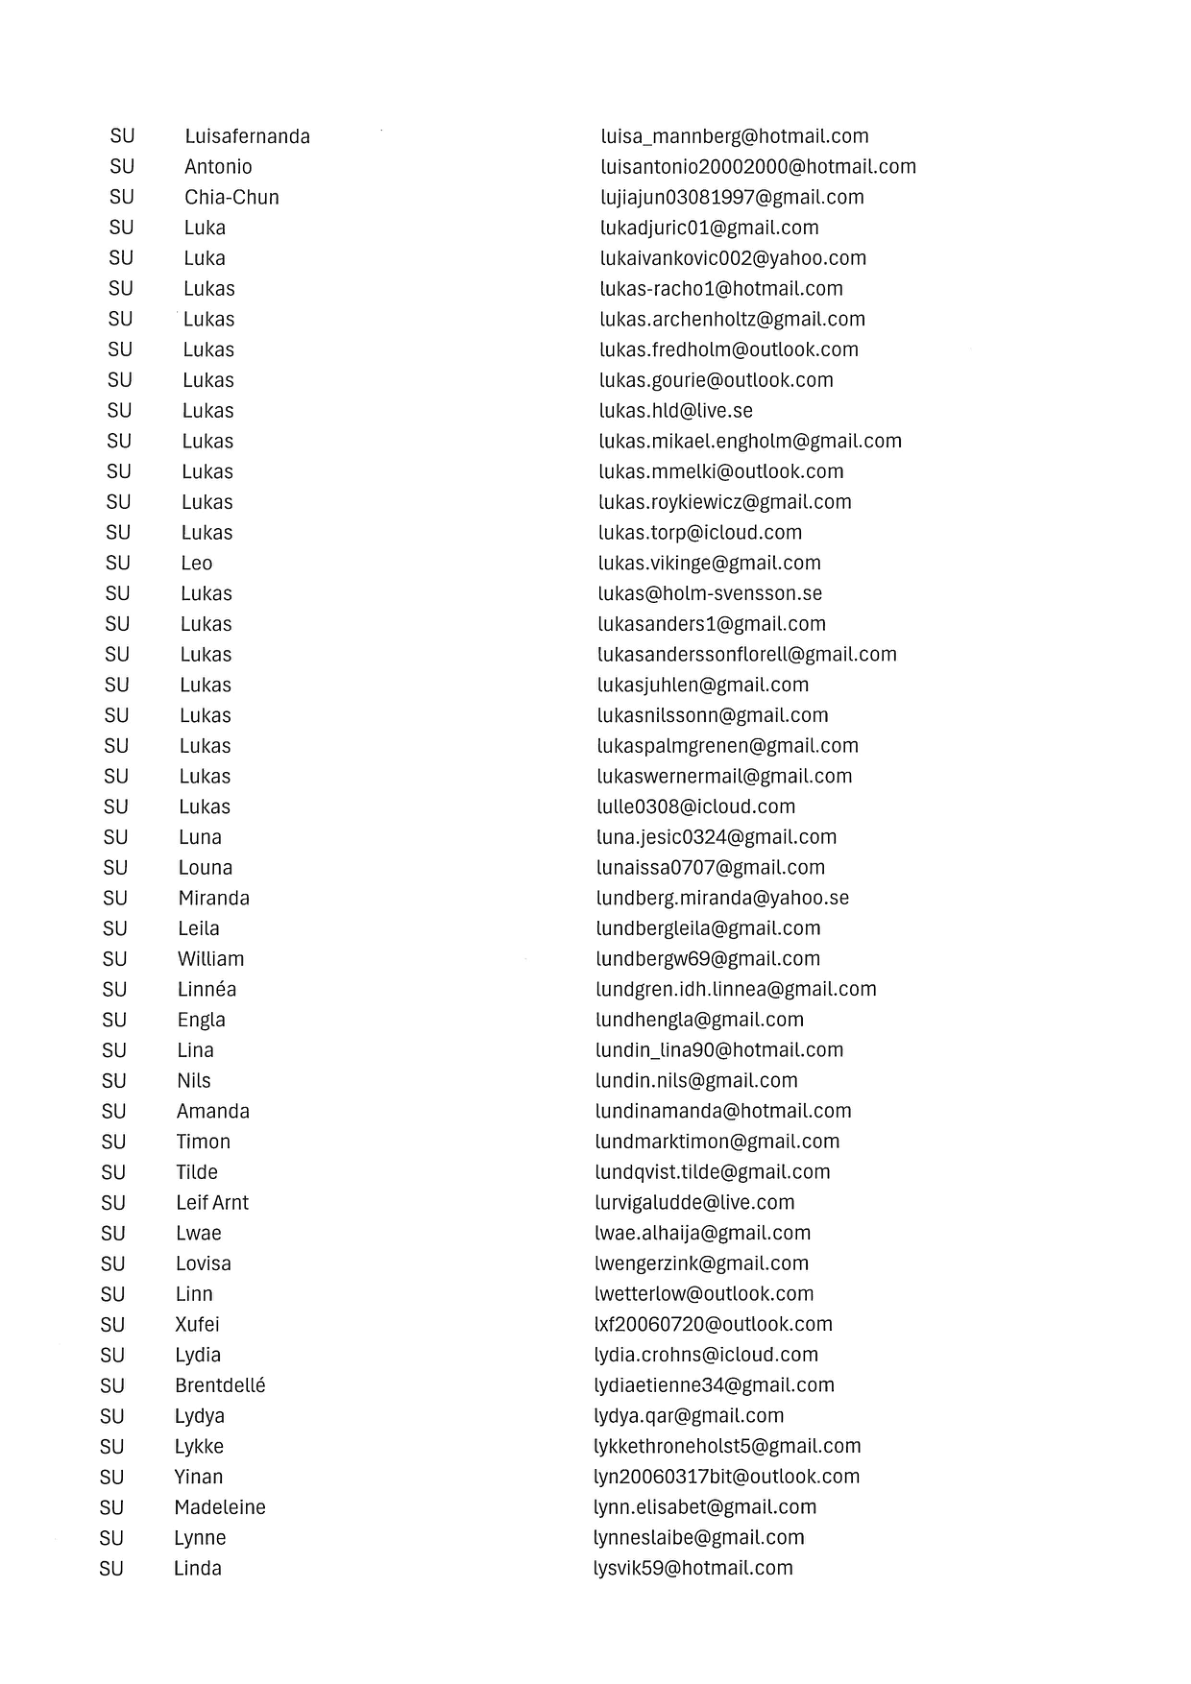 SU Luisafernanda luisa_mannberg@hotmail.com
SU Antonio luisantonio20002000@hotmail.com
SU Chia-Chun lujiajun03081997@gmail.com
SU Luka lukadjuric01@gmail.com
SU Luka lukaivankovic002@yahoo.com
SU Lukas lukas-racho1@hotmail.com
SU Lukas lukas.archenholtz@gmail.com
SU Lukas lukas.fredholm@outlook.com
SU Lukas lukas.gourie@outlook.com
SU Lukas lukas.hld@live.se
SU Lukas lukas.mikael.engholm@gmail.com
SU Lukas lukas.mmelki@outlook.com
SU Lukas lukas.roykiewicz@gmail.com
SU Lukas lukas.torp@icloud.com
SU Leo lukas.vikinge@gmail.com
SU Lukas lukas@holm-svensson.se
SU Lukas lukasanders1@gmail.com
SU Lukas lukasanderssonflorell@gmail.com
SU Lukas lukasjuhlen@gmail.com
SU Lukas lukasnilssonn@gmail.com
SU Lukas lukaspalmgrenen@gmail.com
SU Lukas lukaswernermail@gmail.com
SU Lukas lulle0308@icloud.com
SU Luna luna.jesic0324@gmail.com
SU Louna lunaissa0707@gmail.com
SU Miranda lundberg.miranda@yahoo.se
SU Leila lundbergleila@gmail.com
SU William lundbergw69@gmail.com
SU Linnéa lundgren.idh.linnea@gmail.com
SU Engla lundhengla@gmail.com
SU Lina lundin_lina90@hotmail.com
SU Nils lundin.nils@gmail.com
SU Amanda lundinamanda@hotmail.com
SU Timon lundmarktimon@gmail.com
SU Tilde lundqvist.tilde@gmail.com
SU Leif Arnt lurvigaludde@live.com
SU Lwae lwae.alhaija@gmail.com
SU Lovisa lwengerzink@gmail.com
SU Linn lwetterlow@outlook.com
SU Xufei lxf20060720@outlook.com
SU Lydia lydia.crohns@icloud.com
SU Brentdellé lydiaetienne34@gmail.com
SU Lydya lydya.qar@gmail.com
SU Lykke lykkethroneholst5@gmail.com
SU Yinan lyn20060317bit@outlook.com
SU Madeleine lynn.elisabet@gmail.com
SU Lynne lynneslaibe@gmail.com
SU Linda lysvik59@hotmail.com